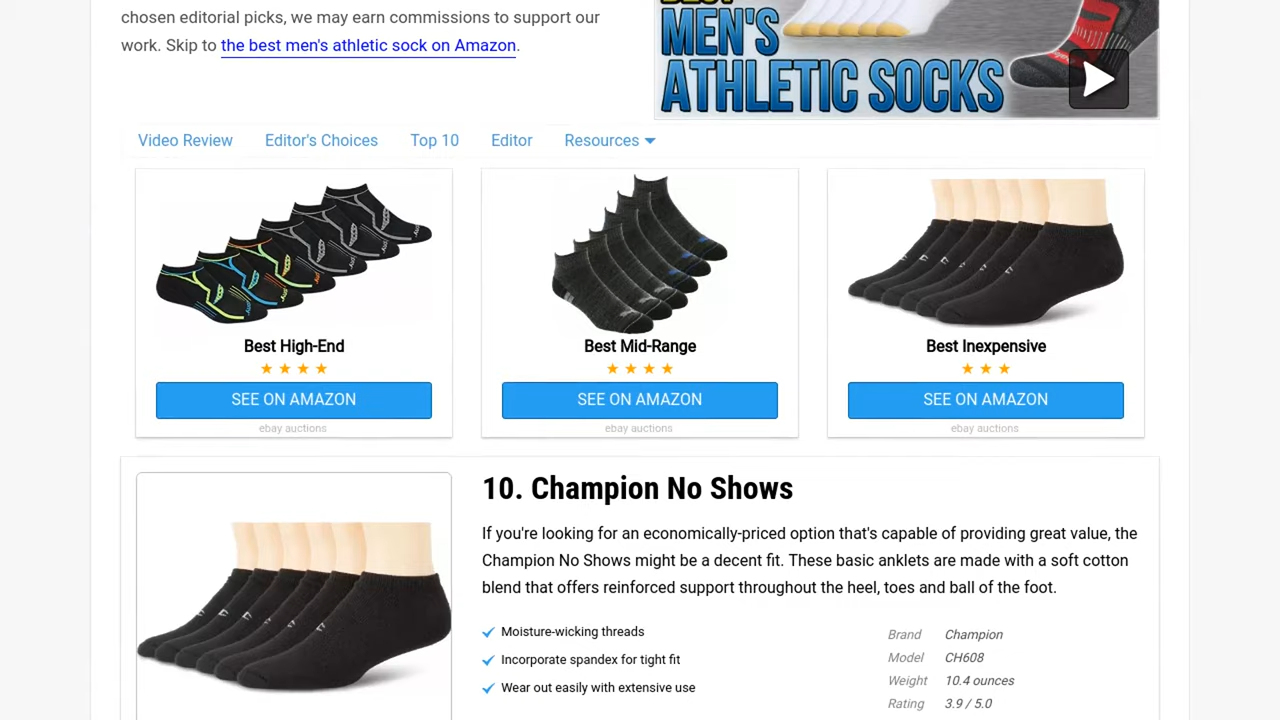 chosen editorial picks, we may earn commissions to support our
work. Skip to the best men's athletic sock on Amazon.
MEN'S
ATHLETIC SOCKS
Video Review Editor's Choices Top 10 Editor Resources
Best High-End Best Mid-Range Best Inexpensive
SEE ON AMAZON SEE ON AMAZON SEE ON AMAZON
ebay auctions ebay auctions ebay auctions
10. Champion No Shows
If you're looking for an economically-priced option that's capable of providing great value, the
Champion No Shows might be a decent fit. These basic anklets are made with a soft cotton
blend that offers reinforced support throughout the heel, toes and ball of the foot.
Moisture-wicking threads
Incorporate spandex for tight fit
Wear out easily with extensive use
Brand Champion
Model CH608
Weight 10.4 ounces
Rating 3.9 / 5.0